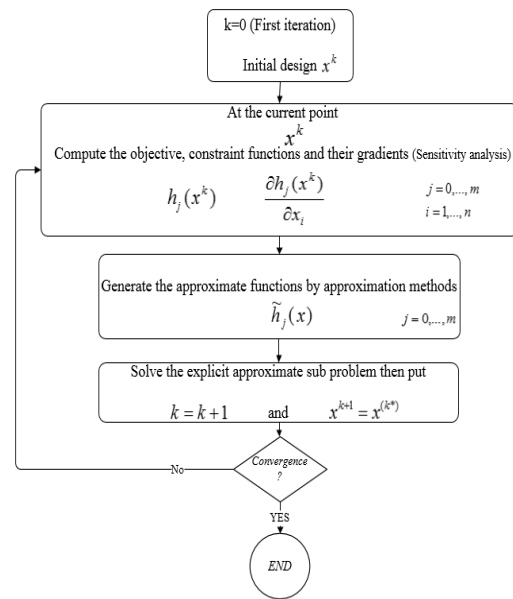 k=0 (First iteration)
Initial design x^k
At the current point
x^k
Compute the objective, constraint functions and their gradients (Sensitivity analysis)
h_j(x^k) ∂h_j(x^k)/∂x_i j=0,...,m
i=1,...,n
Generate the approximate functions by approximation methods
h̃_j(x) j=0,...,m
Solve the explicit approximate sub problem then put
k=k+1 and x^{k+1}=x^{(k*)}
Convergence
?
No
YES
END